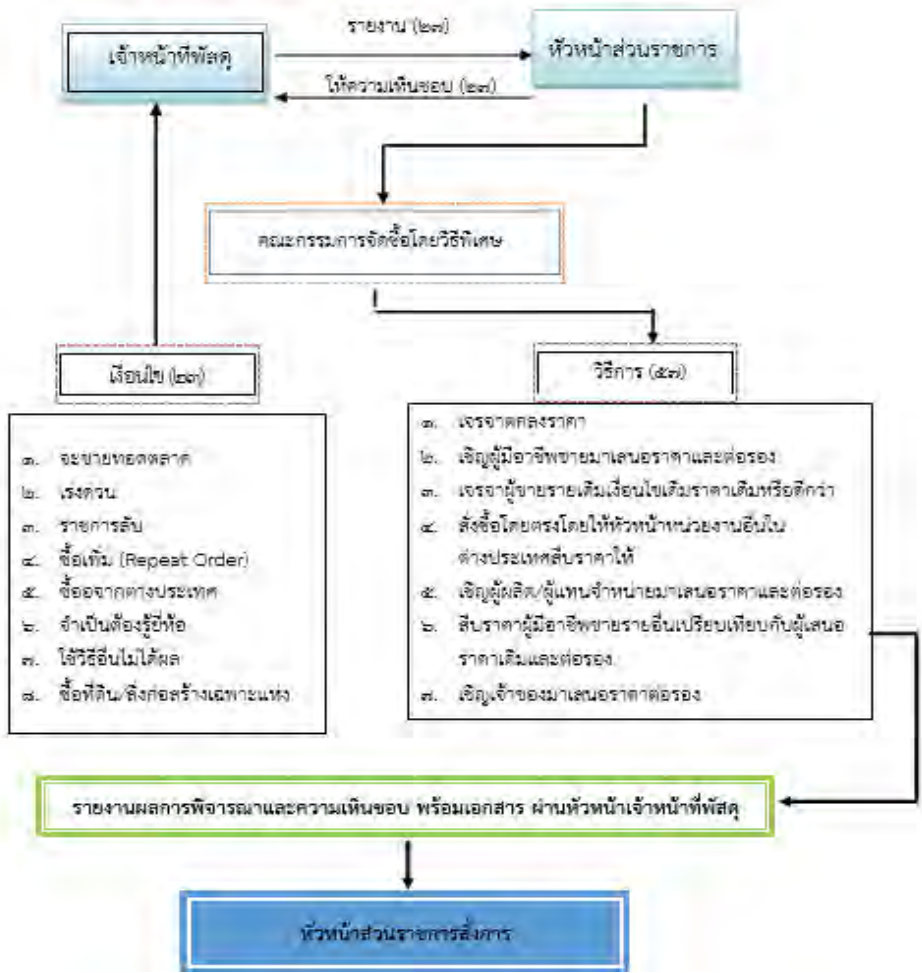 รายงาน (๒๗)
เจ้าหน้าที่พัสดุ
หัวหน้าส่วนราชการ
ให้ความเห็นชอบ (๒๙)
คณะกรรมการจัดซื้อโดยวิธีพิเศษ
เงื่อนไข (๒๓)
วิธีการ (๕๗)
๑. จะขายทอดตลาด
๒. เร่งด่วน
๓. ราชการลับ
๔. ซื้อเพิ่ม (Repeat Order)
๕. ซื้อจากต่างประเทศ
๖. จำเป็นต้องรู้ยี่ห้อ
๗. ใช้วิธีอื่นไม่ได้ผล
๘. ซื้อที่ดิน/สิ่งก่อสร้างเฉพาะแห่ง
๑. เจรจาตกลงราคา
๒. เชิญผู้มีอาชีพขายมาเสนอราคาและต่อรอง
๓. เจรจาผู้ขายรายเดิมเงื่อนไขเดิมราคาเดิมหรือดีกว่า
๔. สั่งซื้อโดยตรงโดยให้หัวหน้าหน่วยงานอื่นใน
ต่างประเทศสืบราคาให้
๕. เชิญผู้ผลิต/ผู้แทนจำหน่ายมาเสนอราคาและต่อรอง
๖. สืบราคาผู้มีอาชีพขายรายอื่นเปรียบเทียบกับผู้เสนอ
ราคาเดิมและต่อรอง
๗. เชิญเจ้าของมาเสนอราคาต่อรอง
รายงานผลการพิจารณาและความเห็นชอบ พร้อมเอกสาร ผ่านหัวหน้าเจ้าหน้าที่พัสดุ
หัวหน้าส่วนราชการสั่งการ